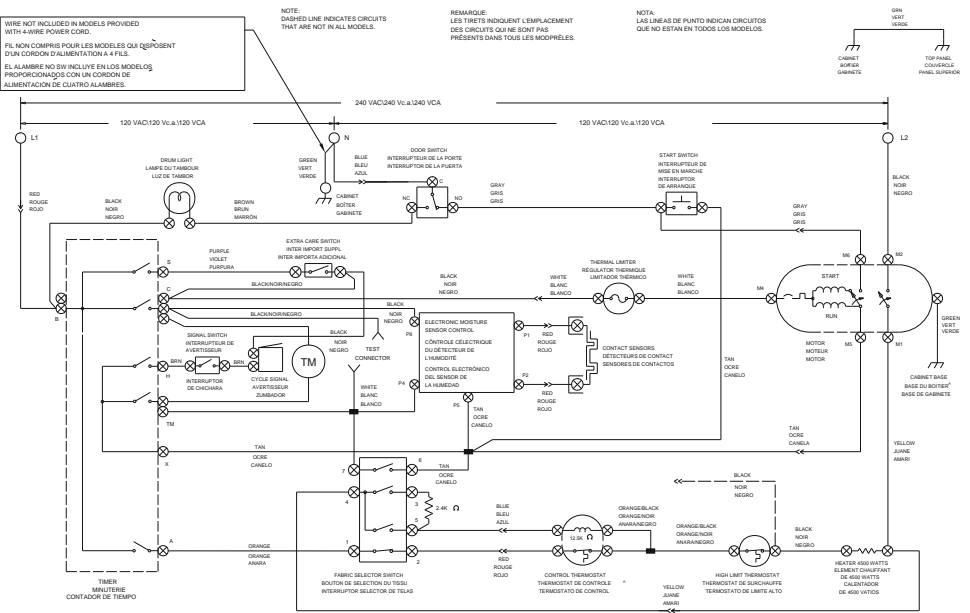 WIRE NOT INCLUDED IN MODELS PROVIDED
WITH 4-WIRE POWER CORD.
FIL NON COMPRIS POUR LES MODELES QUI DISPOSENT
D'UN CORDON D'ALIMENTATION A 4 FILS.
EL ALAMBRE NO SW INCLUYE EN LOS MODELOS
PROPORCIONADOS CON UN CORDON DE
ALIMENTACION DE CUATRO ALAMBRES.
NOTE:
DASHED LINE INDICATES CIRCUITS
THAT ARE NOT IN ALL MODELS.
REMARQUE:
LES TIRETS INDIQUENT L'EMPLACEMENT
DES CIRCUITS QUI NE SONT PAS
PRÉSENTS DANS TOUS LES MODPRÈLES.
NOTA:
LAS LINEAS DE PUNTO INDICAN CIRCUITOS
QUE NO ESTAN EN TODOS LOS MODELOS.
GRN
VERT
VERDE
CABINET
BOÎTIER
GABINETE
TOP PANEL
COUVERCLE
PANEL SUPERIOR
240 VAC\240 Vc.a.\240 VCA
120 VAC\120 Vc.a.\120 VCA
120 VAC\120 Vc.a.\120 VCA
L1
N
L2
RED
ROUGE
ROJO
DRUM LIGHT
LAMPE DU TAMBOUR
LUZ DE TAMBOR
BLACK
NOIR
NEGRO
BROWN
BRUN
MARRÓN
GREEN
VERT
VERDE
CABINET
BOÎTER
GABINETE
BLUE
BLEU
AZUL
DOOR SWITCH
INTERRUPTEUR DE LA PORTE
INTERRUPTOR DE LA PUERTA
C
NC
NO
GRAY
GRIS
GRIS
START SWITCH
INTERRUPTEUR DE
MISE EN MARCHE
INTERRUPTOR
DE ARRANQUE
GRAY
GRIS
GRIS
BLACK
NOIR
NEGRO
S
PURPLE
VIOLET
PURPURA
EXTRA CARE SWITCH
INTER IMPORT SUPPL
INTER IMPORTA ADICIONAL
C
BLACK/NOIR/NEGRO
BLACK/NOIR/NEGRO
B
BLACK
NOIR
NEGRO
WHITE
BLANC
BLANCO
THERMAL LIMITER
RÉGULATOR THERMIQUE
LIMITADOR THÉRMICO
WHITE
BLANC
BLANCO
M4
M6
M3
START
RUN
MOTOR
MOTEUR
MOTOR
M5
M1
GREEN
VERT
VERDE
CABINET BASE
BASE DU BOITER^
BASE DE GABINETE
SIGNAL SWITCH
INTERRUPTEUR DE
AVERTISSEUR
BRN
BRN
H
INTERRUPTOR
DE CHICHARA
CYCLE SIGNAL
AVERTISSEUR
ZUMBADOR
TM
BLACK
NOIR
NEGRO
TEST
CONNECTOR
BLACK
NOIR
NEGRO
P8
P4
P5
P1
P2
ELECTRONIC MOISTURE
SENSOR CONTROL
CÔNTROLE CÉLECTRIQUE
DU DÉTECTEUR DE
L'HUMIDITÉ
CONTROL ELECTRÓNICO
DEL SENSOR DE
LA HUMEDAD
RED
ROUGE
ROJO
RED
ROUGE
ROJO
CONTACT SENSORS
DÉTECTEURS DE CONTACT
SENSORES DE CONTACTOS
WHITE
BLANC
BLANCO
TAN
OCRE
CANELO
TAN
OCRE
CANELO
TM
X
TAN
OCRE
CANELO
TAN
OCRE
CANELA
YELLOW
JUANE
AMARI
7
6
TAN
OCRE
CANELO
4
3
2.4K Ω
5
1
2
A
ORANGE
ORANGE
ANARA
BLUE
BLEU
AZUL
12.5K Ω
ORANGE/BLACK
ORANGE/NOIR
ANARA/NEGRO
ORANGE/BLACK
ORANGE/NOIR
ANARA/NEGRO
BLACK
NOIR
NEGRO
BLACK
NOIR
NEGRO
RED
ROUGE
ROJO
TIMER
MINUTERIE
CONTADOR DE TIEMPO
FABRIC SELECTOR SWITCH
BOUTON DE SELECTION DU TISSU
INTERRUPTOR SELECTOR DE TELAS
CONTROL THERMOSTAT
THERMOSTAT DE CONTROLE ^
TERMOSTATO DE CONTROL
YELLOW
JUANE
AMARI
HIGH LIMIT THERMOSTAT
THERMOSTAT DE SURCHAUFFE
TERMOSTATO DE LIMITE ALTO
HEATER 4500 WATTS
ELEMENT CHAUFFANT
DE 4500 WATTS
CALENTADOR
DE 4500 VATIOS